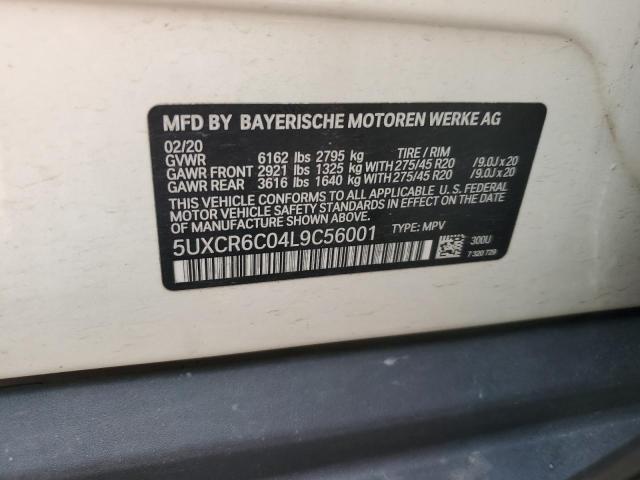 MFD BY BAYERISCHE MOTOREN WERKE AG
02/20
GVWR 6162 lbs 2795 kg TIRE / RIM
GAWR FRONT 2921 lbs 1325 kg WITH 275/45 R20 / 9.0J x 20
GAWR REAR 3616 lbs 1640 kg WITH 275/45 R20 / 9.0J x 20
THIS VEHICLE CONFORMS TO ALL APPLICABLE U. S. FEDERAL
MOTOR VEHICLE SAFETY STANDARDS IN EFFECT ON THE DATE
OF MANUFACTURE SHOWN ABOVE.
5UXCR6C04L9C56001 TYPE: MPV
300U
7 320 729